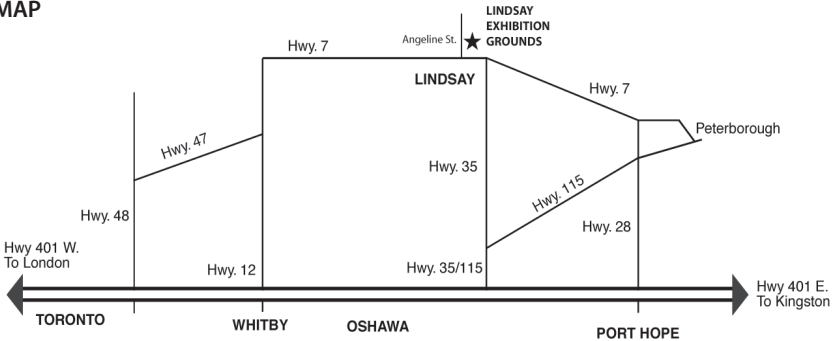 MAP
LINDSAY
EXHIBITION
GROUNDS
Angeline St.
Hwy. 7
LINDSAY
Hwy. 7
Peterborough
Hwy. 47
Hwy. 35
Hwy. 115
Hwy. 48
Hwy. 28
Hwy 401 W.
To London
Hwy. 12
Hwy. 35/115
Hwy 401 E.
To Kingston
TORONTO
WHITBY
OSHAWA
PORT HOPE